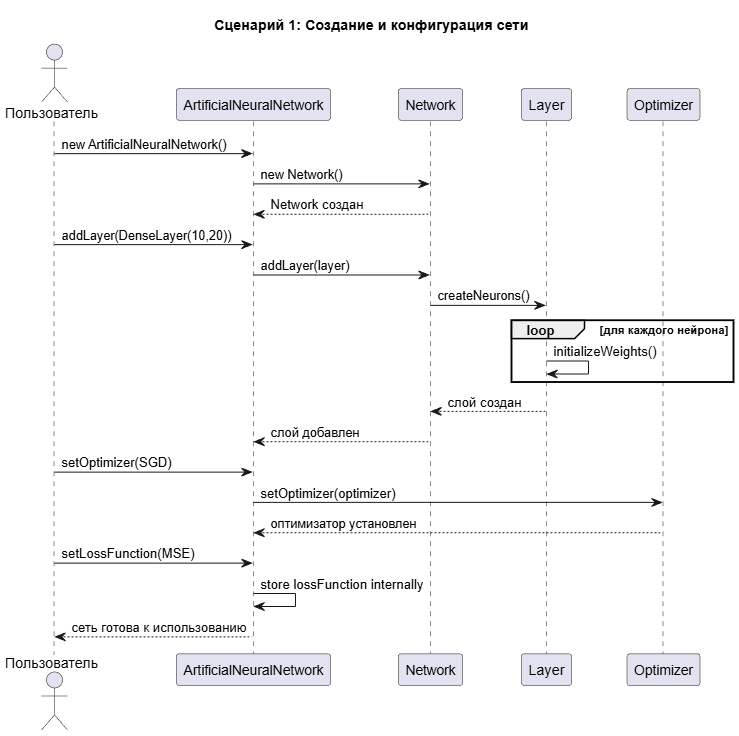 Сценарий 1: Создание и конфигурация сети
Пользователь
ArtificialNeuralNetwork
Network
Layer
Optimizer
new ArtificialNeuralNetwork()
new Network()
Network создан
addLayer(DenseLayer(10,20))
addLayer(layer)
createNeurons()
loop
[для каждого нейрона]
initializeWeights()
слой создан
слой добавлен
setOptimizer(SGD)
setOptimizer(optimizer)
оптимизатор установлен
setLossFunction(MSE)
store lossFunction internally
сеть готова к использованию
Пользователь
ArtificialNeuralNetwork
Network
Layer
Optimizer